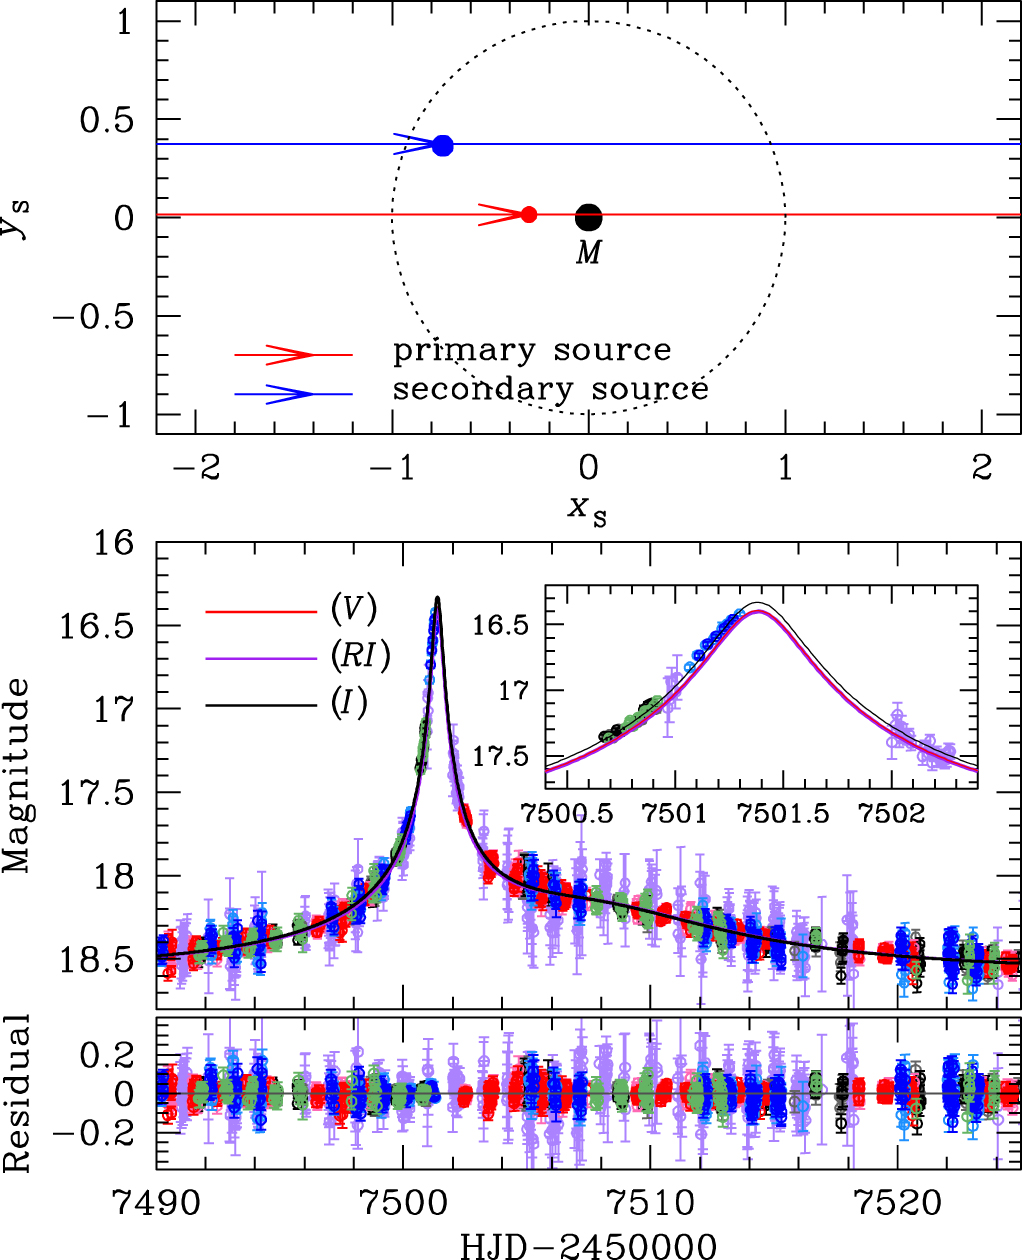 1
0.5
0
−0.5
−1
y s
M
primary source
secondary source
−2 −1 0 1 2
x s
16
16.5
17
17.5
18
18.5
Magnitude
(V)
(RI)
(I)
16.5
17
17.5
7500.5 7501 7501.5 7502
0.2
0
−0.2
Residual
7490 7500 7510 7520
HJD−2450000